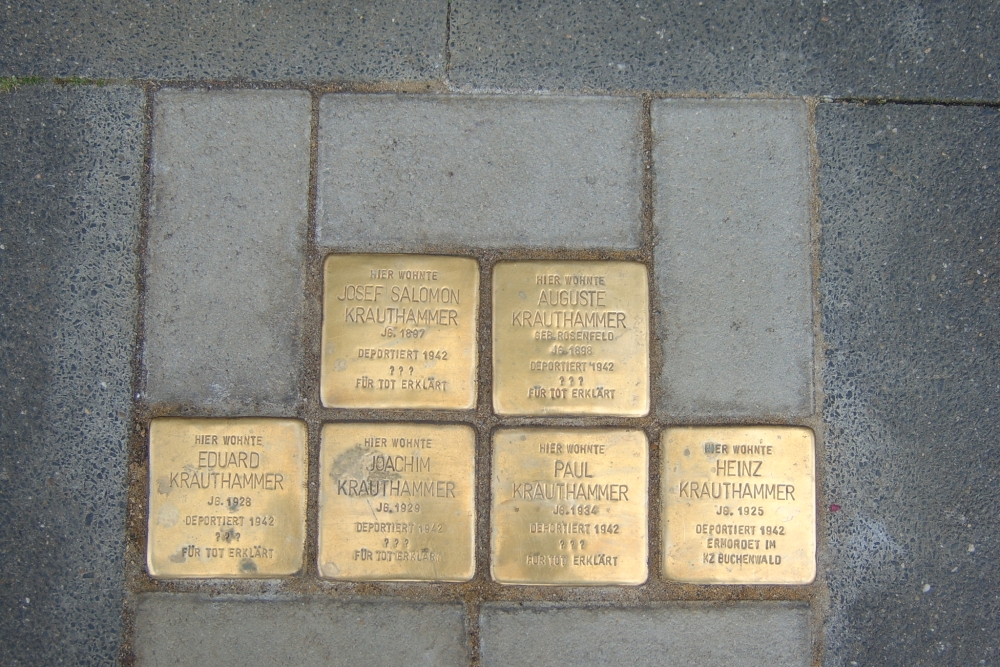 HIER WOHNTE
JOSEF SALOMON
KRAUTHAMMER
JG. 1897
DEPORTIERT 1942
???
FÜR TOT ERKLÄRT
HIER WOHNTE
AUGUSTE
KRAUTHAMMER
GEB. ROSENFELD
JG. 1898
DEPORTIERT 1942
???
FÜR TOT ERKLÄRT
HIER WOHNTE
EDUARD
KRAUTHAMMER
JG. 1928
DEPORTIERT 1942
???
FÜR TOT ERKLÄRT
HIER WOHNTE
JOACHIM
KRAUTHAMMER
JG. 1929
DEPORTIERT 1942
???
FÜR TOT ERKLÄRT
HIER WOHNTE
PAUL
KRAUTHAMMER
JG. 1934
DEPORTIERT 1942
???
FÜR TOT ERKLÄRT
HIER WOHNTE
HEINZ
KRAUTHAMMER
JG. 1925
DEPORTIERT 1942
ERMORDET IM
KZ BUCHENWALD